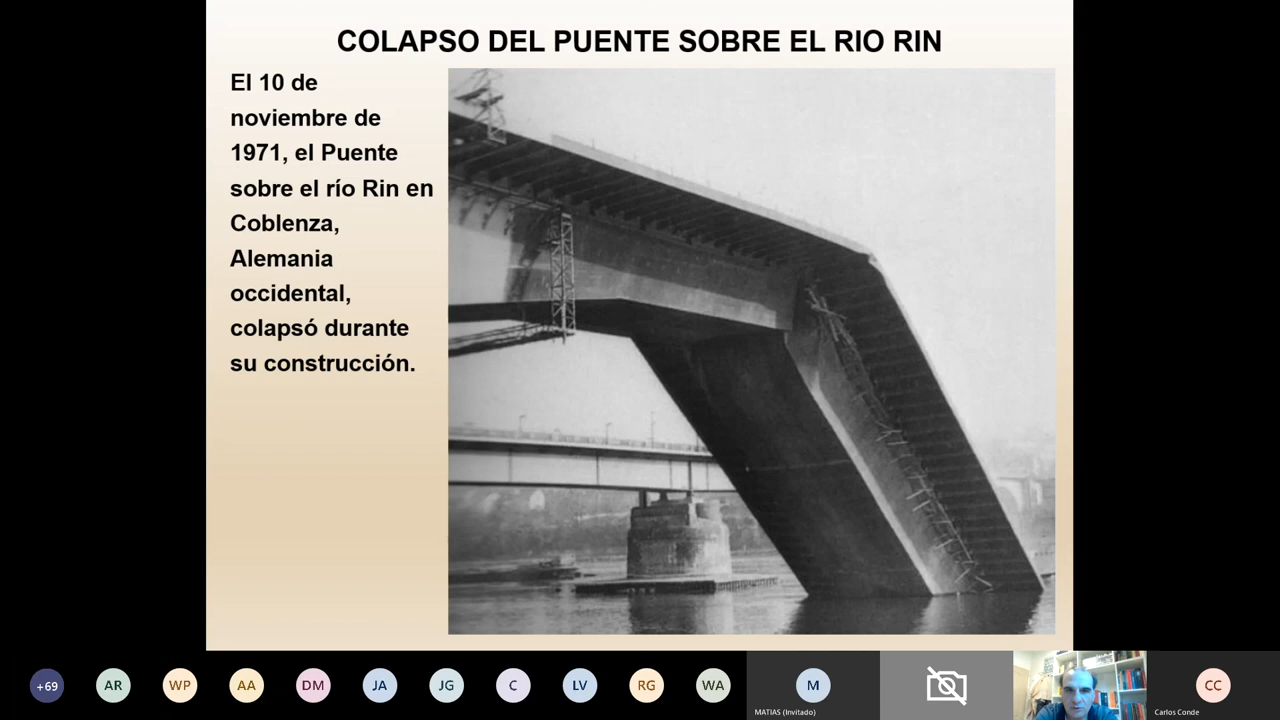 COLAPSO DEL PUENTE SOBRE EL RIO RIN
El 10 de
noviembre de
1971, el Puente
sobre el río Rin en
Coblenza,
Alemania
occidental,
colapsó durante
su construcción.
+69
AR
WP
AA
DM
JA
JG
C
LV
RG
WA
M
MATIAS (Invitado)
CC
Carlos Conde